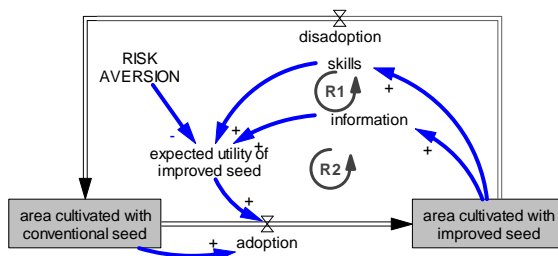 disadoption
RISK
AVERSION
skills
R1
+
+
information
-
+
+
+
expected utility of
improved seed
R2
+
area cultivated with
conventional seed
area cultivated with
improved seed
+
adoption